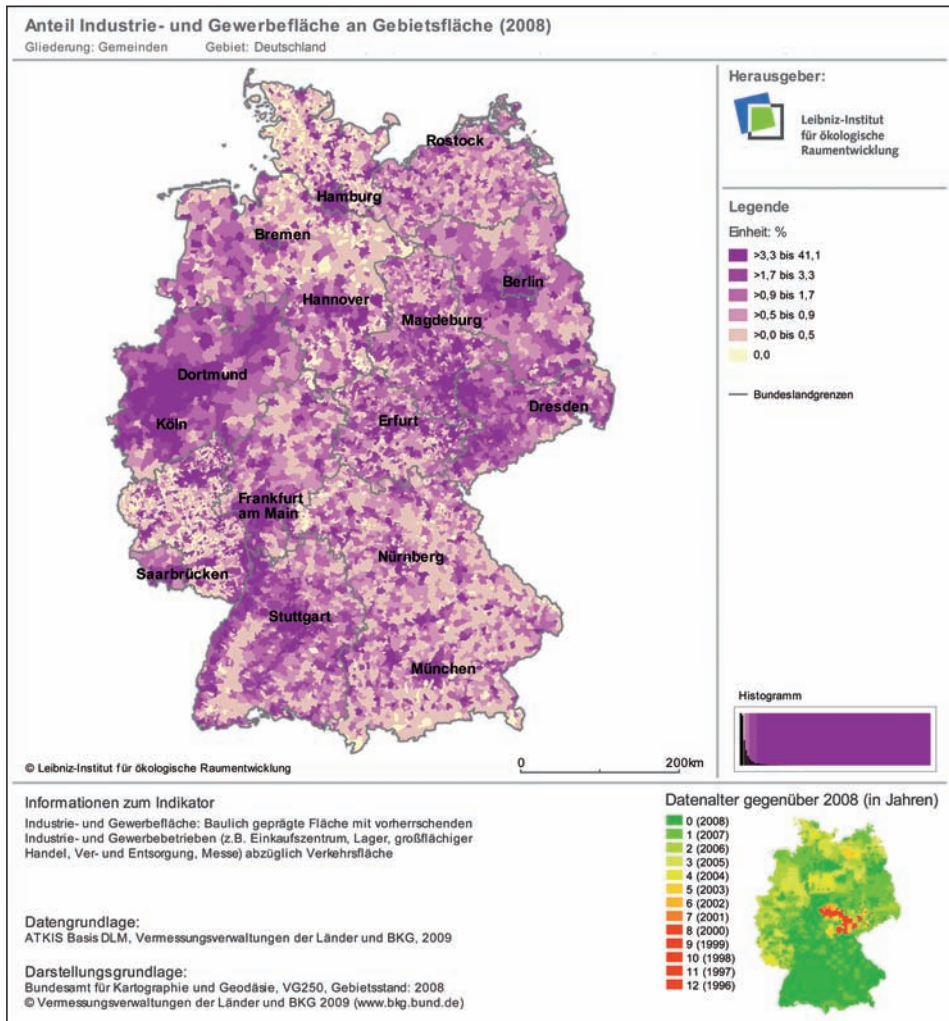 Anteil Industrie- und Gewerbefläche an Gebietsfläche (2008)
Gliederung: Gemeinden Gebiet: Deutschland
Herausgeber:
Leibniz-Institut
für ökologische
Raumentwicklung
Legende
Einheit: %
>3,3 bis 41,1
>1,7 bis 3,3
>0,9 bis 1,7
>0,5 bis 0,9
>0,0 bis 0,5
0,0
Bundeslandgrenzen
Rostock
Hamburg
Bremen
Berlin
Hannover
Magdeburg
Dortmund
Dresden
Köln
Erfurt
Frankfurt
am Main
Nürnberg
Saarbrücken
Stuttgart
München
Histogramm
© Leibniz-Institut für ökologische Raumentwicklung
0 200km
Informationen zum Indikator
Industrie- und Gewerbefläche: Baulich geprägte Fläche mit vorherrschenden
Industrie- und Gewerbebetrieben (z.B. Einkaufszentrum, Lager, großflächiger
Handel, Ver- und Entsorgung, Messe) abzüglich Verkehrsfläche
Datengrundlage:
ATKIS Basis DLM, Vermessungsverwaltungen der Länder und BKG, 2009
Darstellungsgrundlage:
Bundesamt für Kartographie und Geodäsie, VG250, Gebietsstand: 2008
© Vermessungsverwaltungen der Länder und BKG 2009 (www.bkg.bund.de)
Datenalter gegenüber 2008 (in Jahren)
0 (2008)
1 (2007)
2 (2006)
3 (2005)
4 (2004)
5 (2003)
6 (2002)
7 (2001)
8 (2000)
9 (1999)
10 (1998)
11 (1997)
12 (1996)